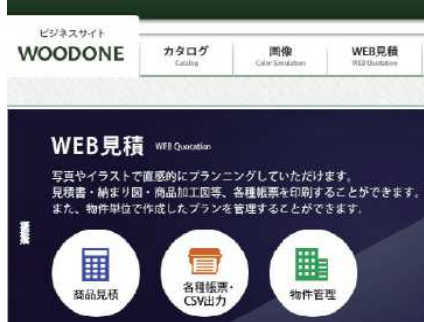 ビジネスサイト
WOODONE
カタログ
Catalog
画像
Color Simulation
WEB見積
WEB Quotation
WEB見積 WEB Quotation
写真やイラストで直感的にプランニングしていただけます。
見積書・納まり図・商品加工図等、各種帳票を印刷することができます。
また、物件単位で作成したプランを管理することができます。
商品見積
各種帳票・
CSV出力
物件管理